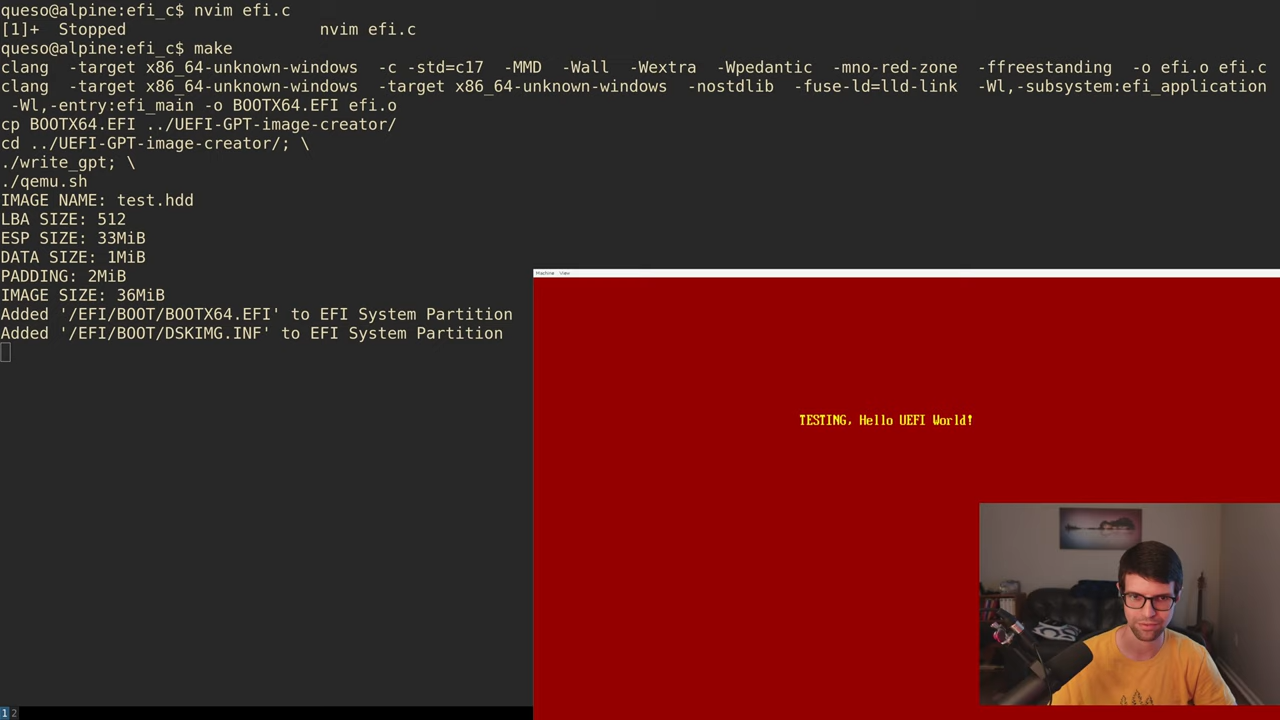 queso@alpine:efi_c$ nvim efi.c
[1]+  Stopped                 nvim efi.c
queso@alpine:efi_c$ make
clang  -target x86_64-unknown-windows  -c -std=c17  -MMD  -Wall  -Wextra  -Wpedantic  -mno-red-zone  -ffreestanding  -o efi.o efi.c
clang  -target x86_64-unknown-windows  -target x86_64-unknown-windows  -nostdlib  -fuse-ld=lld-link  -Wl,-subsystem:efi_application
 -Wl,-entry:efi_main -o BOOTX64.EFI efi.o
cp BOOTX64.EFI ../UEFI-GPT-image-creator/
cd ../UEFI-GPT-image-creator/; \
./write_gpt; \
./qemu.sh
IMAGE NAME: test.hdd
LBA SIZE: 512
ESP SIZE: 33MiB
DATA SIZE: 1MiB
PADDING: 2MiB
IMAGE SIZE: 36MiB
Added '/EFI/BOOT/BOOTX64.EFI' to EFI System Partition
Added '/EFI/BOOT/DSKIMG.INF' to EFI System Partition
Machine View
TESTING, Hello UEFI World!
1 2